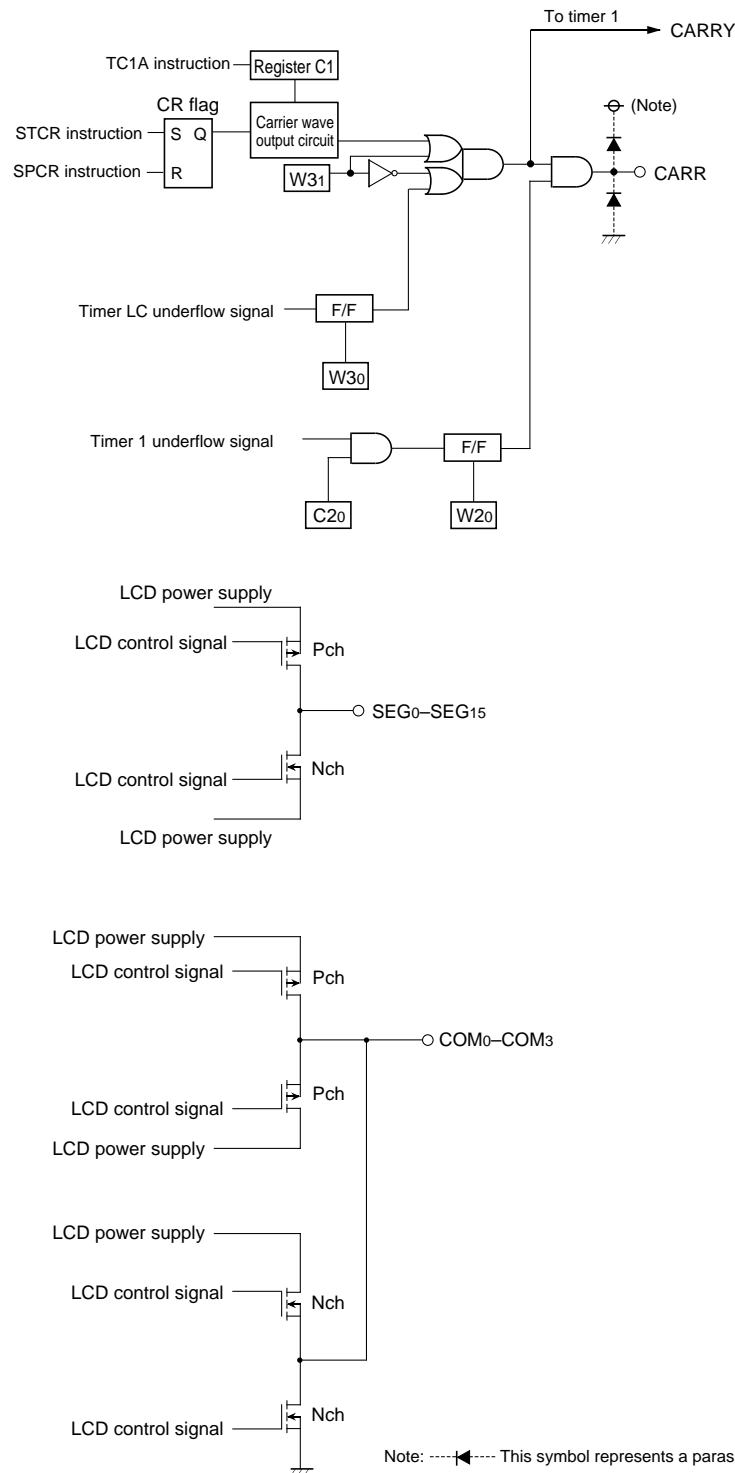 To timer 1
CARRY
TC1A instruction
Register C1
CR flag
(Note)
STCR instruction
S Q
Carrier wave
output circuit
SPCR instruction
R
W31
CARR
Timer LC underflow signal
F/F
W30
Timer 1 underflow signal
F/F
C20
W20
LCD power supply
LCD control signal
Pch
SEG0–SEG15
LCD control signal
Nch
LCD power supply
LCD power supply
LCD control signal
Pch
COM0–COM3
LCD control signal
Pch
LCD power supply
LCD power supply
LCD control signal
Nch
LCD control signal
Nch
Note: This symbol represents a paras